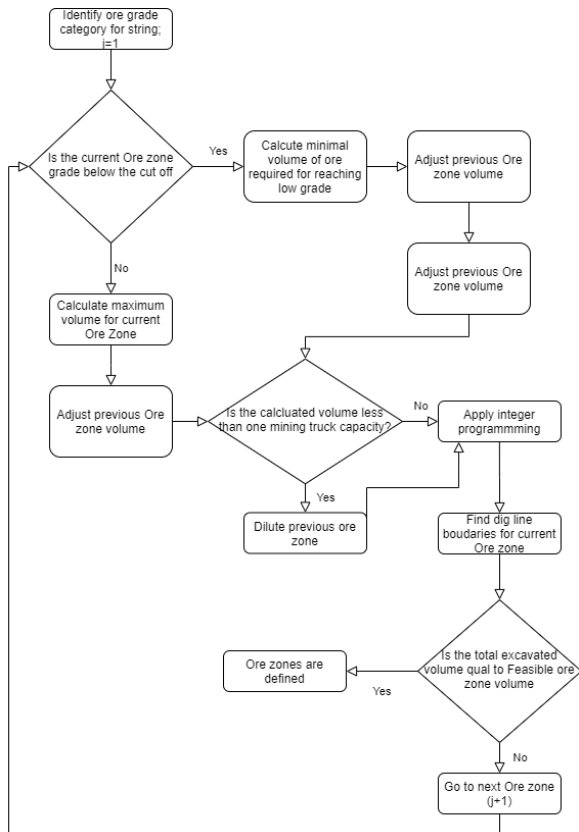 Identify ore grade
category for string;
j=1
Is the current Ore zone
grade below the cut off
Yes
Calcute minimal
volume of ore
required for reaching
low grade
Adjust previous Ore
zone volume
Adjust previous Ore
zone volume
No
Calculate maximum
volume for current
Ore Zone
Adjust previous Ore
zone volume
Is the calcluated volume less
than one mining truck capacity?
No
Apply integer
programmming
Yes
Dilute previous ore
zone
Find dig line
boudaries for current
Ore zone
Is the total excavated
volume qual to Feasible ore
zone volume
Yes
Ore zones are
defined
No
Go to next Ore zone
(j+1)